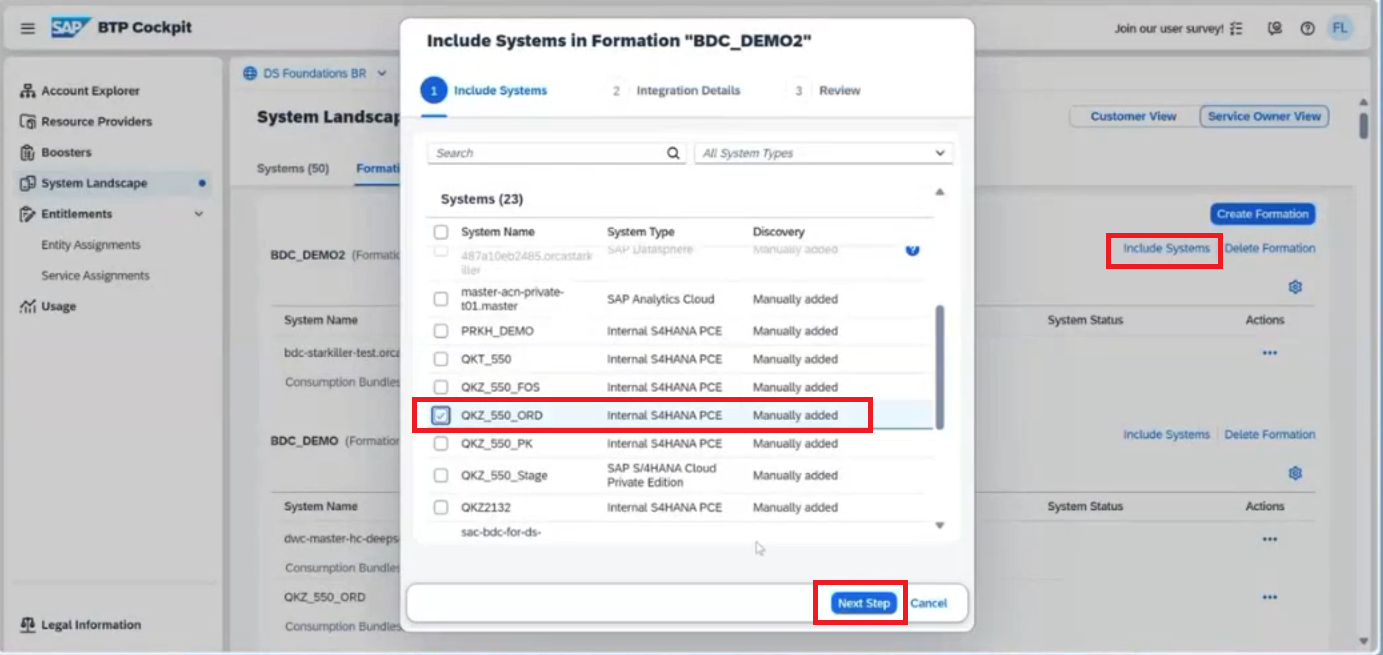 SAP BTP Cockpit
Join our user survey!
FL
Account Explorer
Resource Providers
Boosters
System Landscape
Entitlements
Entity Assignments
Service Assignments
Usage
Legal Information
DS Foundations BR
System Landscap
Customer View
Service Owner View
Systems (50)
Formati
Create Formation
BDC_DEMO2 (Formatic
Include Systems
Delete Formation
System Name
System Status
Actions
bdc-starkiller-test.orca
Consumption Bundles
BDC_DEMO (Formation
Include Systems
Delete Formation
System Name
System Status
Actions
dwc-master-hc-deeps
Consumption Bundles
QKZ_550_ORD
Consumption Bundles
Include Systems in Formation "BDC_DEMO2"
1 Include Systems
2 Integration Details
3 Review
Search
All System Types
Systems (23)
System Name System Type Discovery
487a10eb2485.orcastark SAP Datasphere Manually added ?
iller
master-acn-private-
t01.master SAP Analytics Cloud Manually added
PRKH_DEMO Internal S4HANA PCE Manually added
QKT_550 Internal S4HANA PCE Manually added
QKZ_550_FOS Internal S4HANA PCE Manually added
QKZ_550_ORD Internal S4HANA PCE Manually added
QKZ_550_PK Internal S4HANA PCE Manually added
QKZ_550_Stage SAP S/4HANA Cloud
Private Edition Manually added
QKZ2132 Internal S4HANA PCE Manually added
sac-bdc-for-ds-
Next Step
Cancel